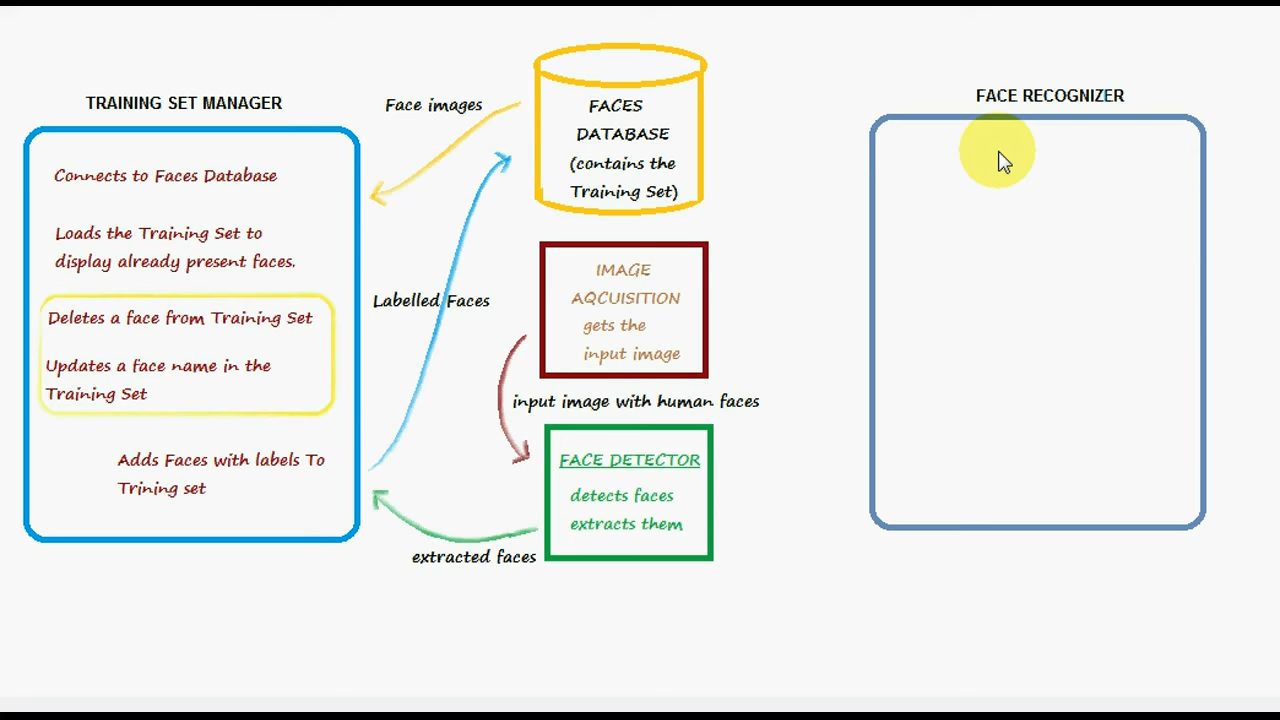 TRAINING SET MANAGER
Connects to Faces Database
Loads the Training Set to
display already present faces.
Deletes a face from Training Set
Updates a face name in the
Training Set
Adds Faces with labels To
Trining set
Face images
Labelled Faces
FACES
DATABASE
(contains the
Training Set)
IMAGE
AQCUISITION
gets the
input image
input image with human faces
FACE DETECTOR
detects faces
extracts them
extracted faces
FACE RECOGNIZER